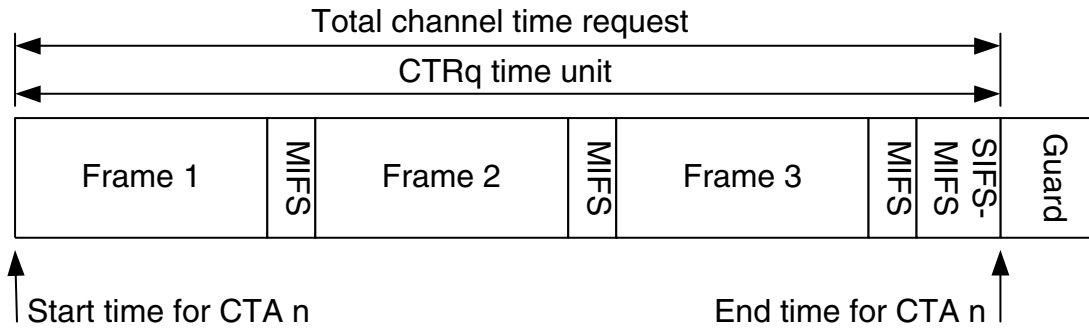 Total channel time request
CTRq time unit
Frame 1
MIFS
Frame 2
MIFS
Frame 3
MIFS
SIFS-
MIFS
Guard
Start time for CTA n
End time for CTA n